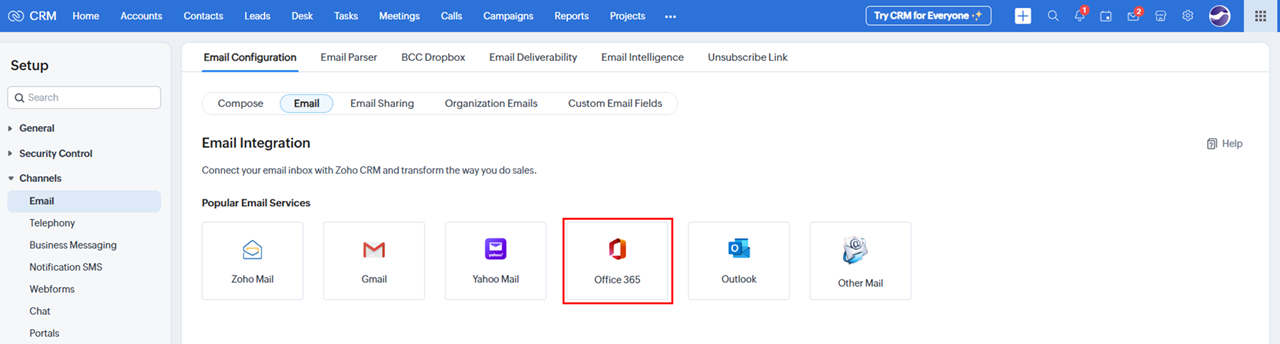 CRM Home Accounts Contacts Leads Desk Tasks Meetings Calls Campaigns Reports Projects ••• Try CRM for Everyone 1 2
Setup
Search
General
Security Control
Channels
Email
Telephony
Business Messaging
Notification SMS
Webforms
Chat
Portals
Email Configuration Email Parser BCC Dropbox Email Deliverability Email Intelligence Unsubscribe Link
Compose Email Email Sharing Organization Emails Custom Email Fields
Email Integration Help
Connect your email inbox with Zoho CRM and transform the way you do sales.
Popular Email Services
Zoho Mail Gmail yahoo! Yahoo Mail Office 365 Outlook Other Mail